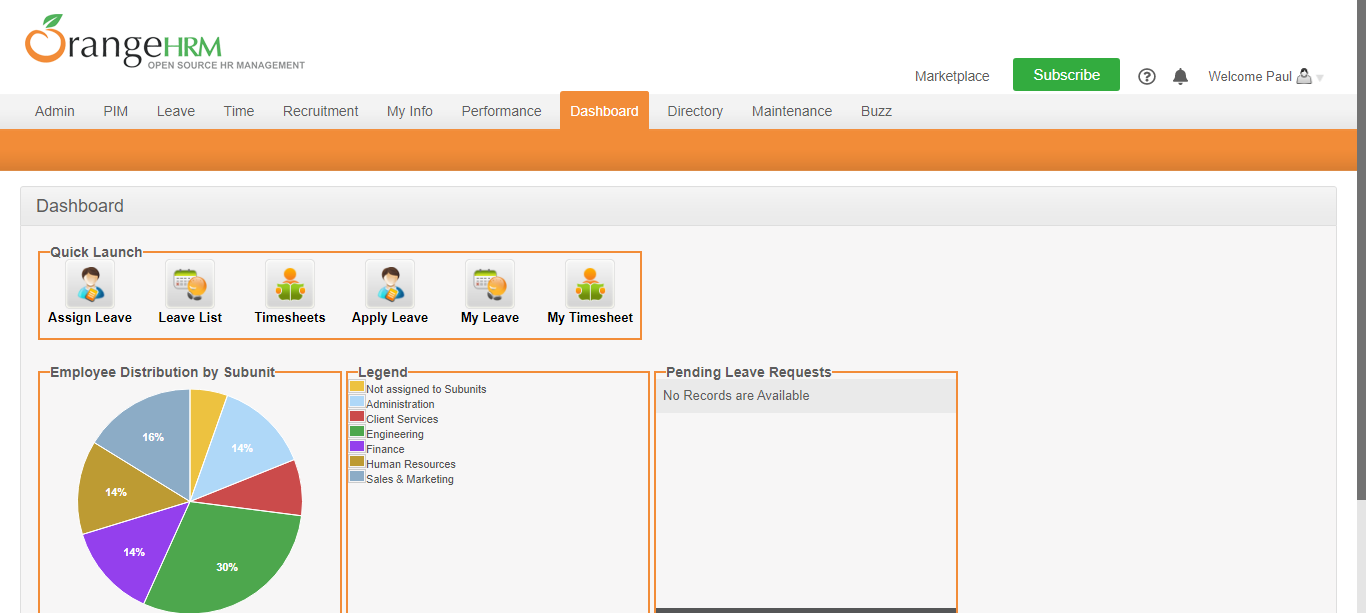 OrangeHRM
OPEN SOURCE HR MANAGEMENT
Marketplace Subscribe Welcome Paul
Admin PIM Leave Time Recruitment My Info Performance Dashboard Directory Maintenance Buzz
Dashboard
Quick Launch
Assign Leave Leave List Timesheets Apply Leave My Leave My Timesheet
Employee Distribution by Subunit
16%
14%
14%
14%
30%
Legend
Not assigned to Subunits
Administration
Client Services
Engineering
Finance
Human Resources
Sales & Marketing
Pending Leave Requests
No Records are Available